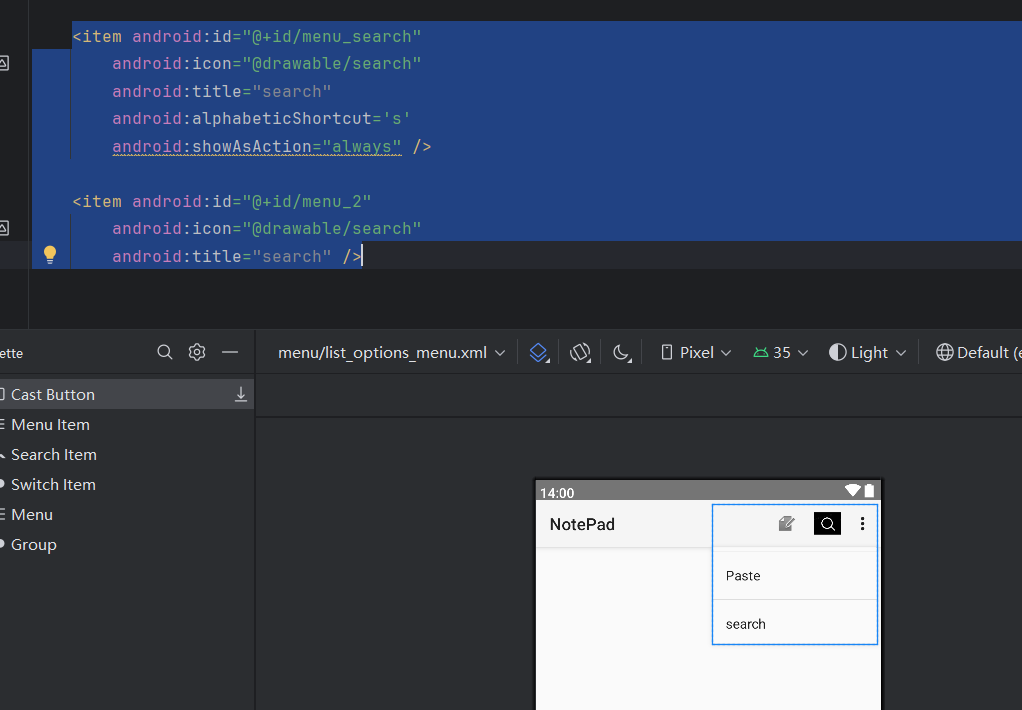 <item android:id="@+id/menu_search"
android:icon="@drawable/search"
android:title="search"
android:alphabeticShortcut='s'
android:showAsAction="always" />
<item android:id="@+id/menu_2"
android:icon="@drawable/search"
android:title="search" />
ette
menu/list_options_menu.xml
Pixel
35
Light
Default (e
Cast Button
Menu Item
Search Item
Switch Item
Menu
Group
14:00
NotePad
Paste
search